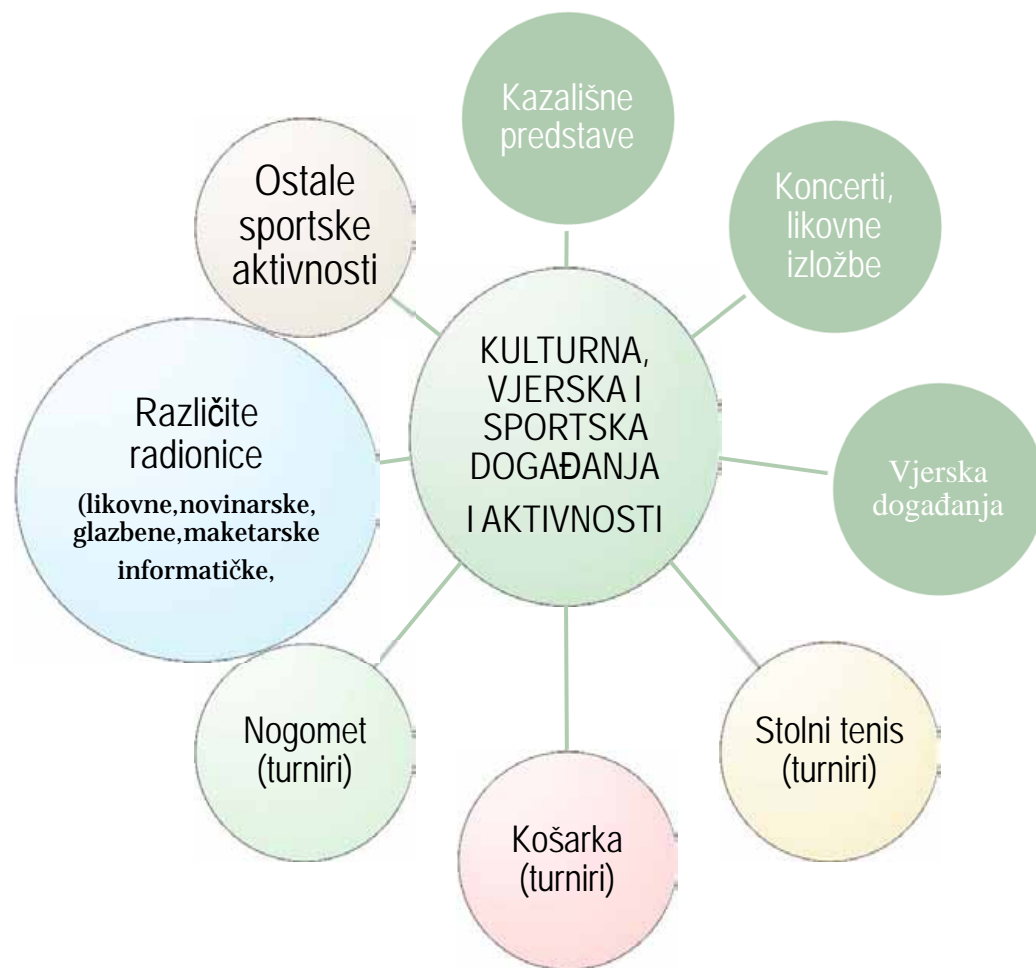 Kazališne
predstave
Koncerti,
likovne
izložbe
Vjerska
događanja
Stolni tenis
(turniri)
Košarka
(turniri)
Nogomet
(turniri)
Različite
radionice
(likovne,novinarske,
glazbene,maketarske
informatičke,
Ostale
sportske
aktivnosti
KULTURNA,
VJERSKA I
SPORTSKA
DOGAĐANJA
I AKTIVNOSTI